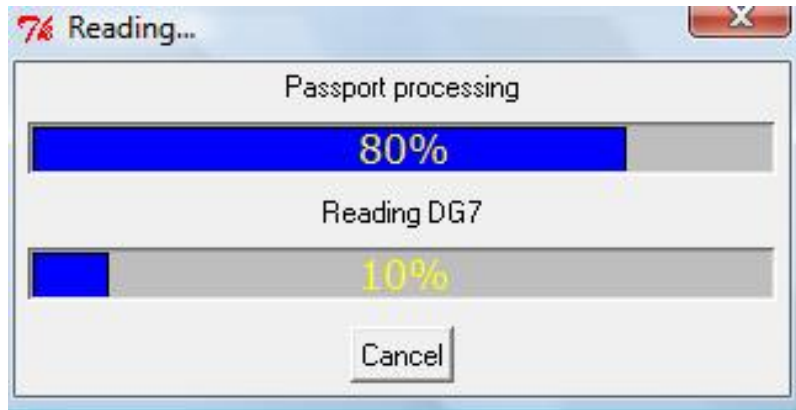 Reading...
Passport processing
80%
Reading DG7
10%
Cancel